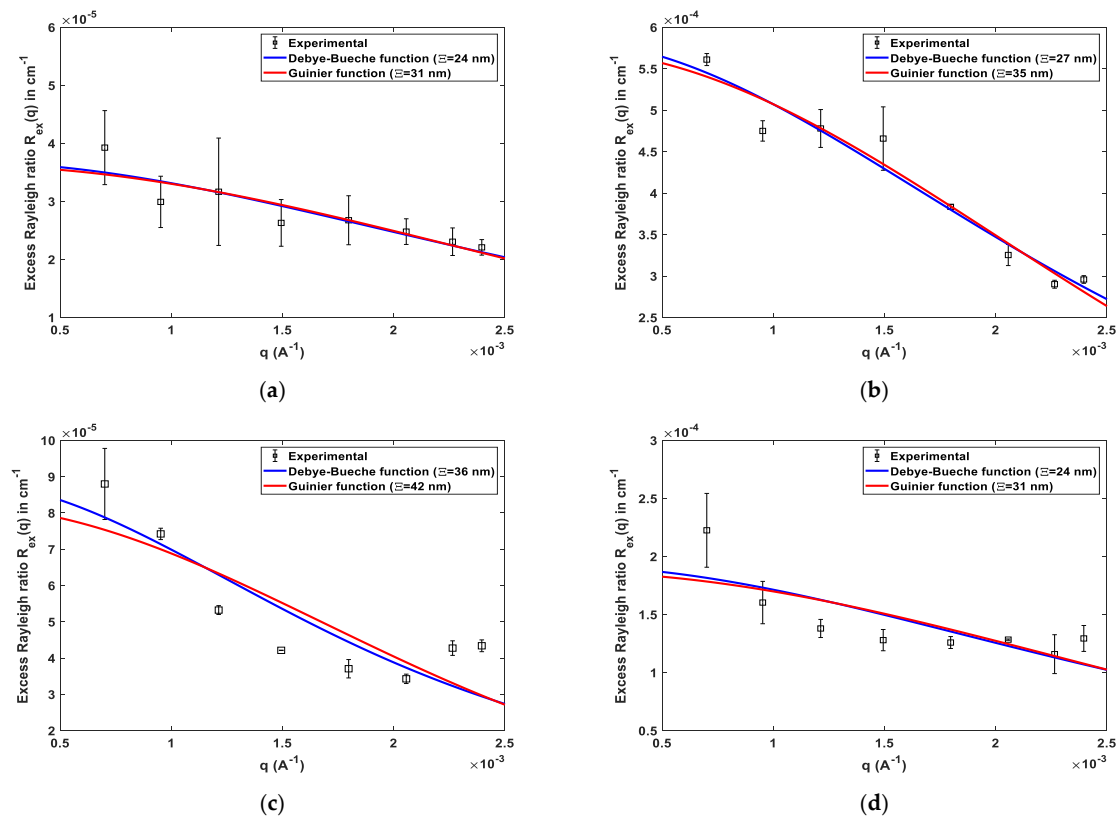 ×10^-5
Excess Rayleigh ratio R_ex(q) in cm^-1
6
5
4
3
2
1
Experimental
Debye-Bueche function (Ξ=24 nm)
Guinier function (Ξ=31 nm)
0.5 1 1.5 2 2.5
q (A^-1)
×10^-3
(a)
×10^-4
Excess Rayleigh ratio R_ex(q) in cm^-1
6
5.5
5
4.5
4
3.5
3
2.5
Experimental
Debye-Bueche function (Ξ=27 nm)
Guinier function (Ξ=35 nm)
0.5 1 1.5 2 2.5
q (A^-1)
×10^-3
(b)
×10^-5
Excess Rayleigh ratio R_ex(q) in cm^-1
10
9
8
7
6
5
4
3
2
Experimental
Debye-Bueche function (Ξ=36 nm)
Guinier function (Ξ=42 nm)
0.5 1 1.5 2 2.5
q (A^-1)
×10^-3
(c)
×10^-4
Excess Rayleigh ratio R_ex(q) in cm^-1
3
2.5
2
1.5
1
0.5
Experimental
Debye-Bueche function (Ξ=24 nm)
Guinier function (Ξ=31 nm)
0.5 1 1.5 2 2.5
q (A^-1)
×10^-3
(d)